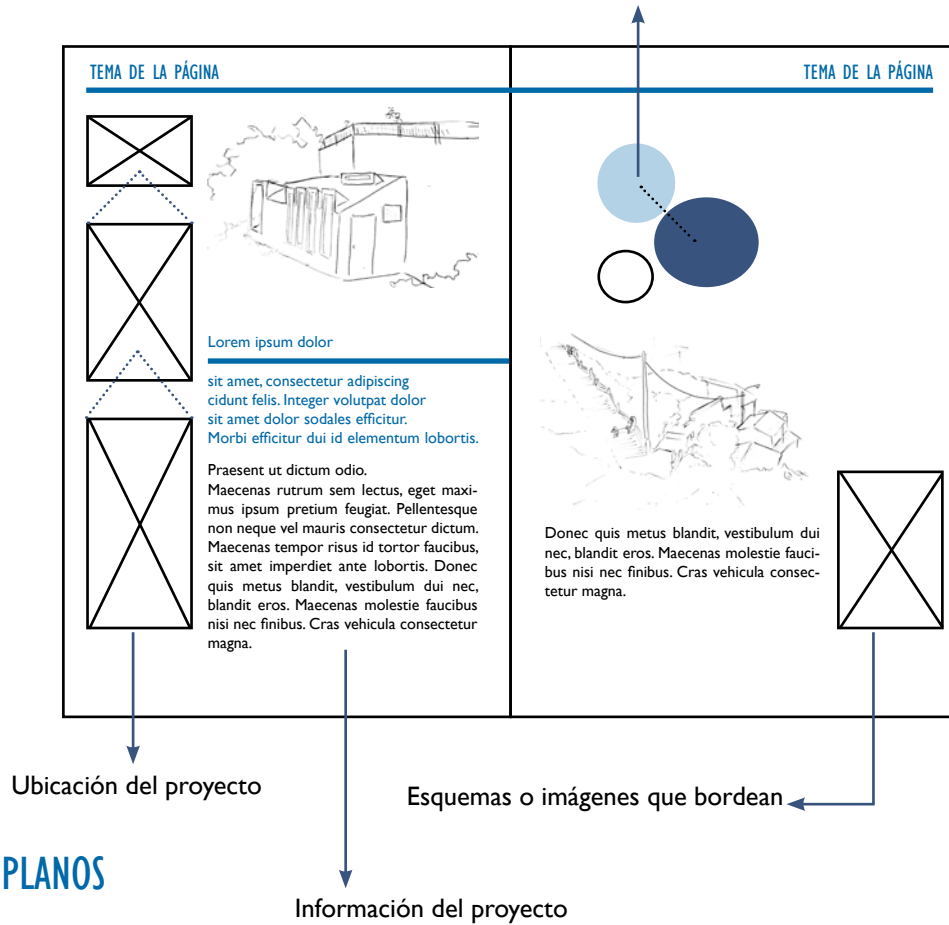 TEMA DE LA PÁGINA
TEMA DE LA PÁGINA
Lorem ipsum dolor
sit amet, consectetur adipiscing
cidunt felis. Integer volutpat dolor
sit amet dolor sodales efficitur.
Morbi efficitur dui id elementum lobortis.
Praesent ut dictum odio.
Maecenas rutrum sem lectus, eget maxi-
mus ipsum pretium feugiat. Pellentesque
non neque vel mauris consectetur dictum.
Maecenas tempor risus id tortor faucibus,
sit amet imperdiet ante lobortis. Donec
quis metus blandit, vestibulum dui nec,
blandit eros. Maecenas molestie faucibus
nisi nec finibus. Cras vehicula consectetur
magna.
Donec quis metus blandit, vestibulum dui
nec, blandit eros. Maecenas molestie fauci-
bus nisi nec finibus. Cras vehicula consec-
tetur magna.
Ubicación del proyecto
Esquemas o imágenes que bordean
PLANOS
Información del proyecto